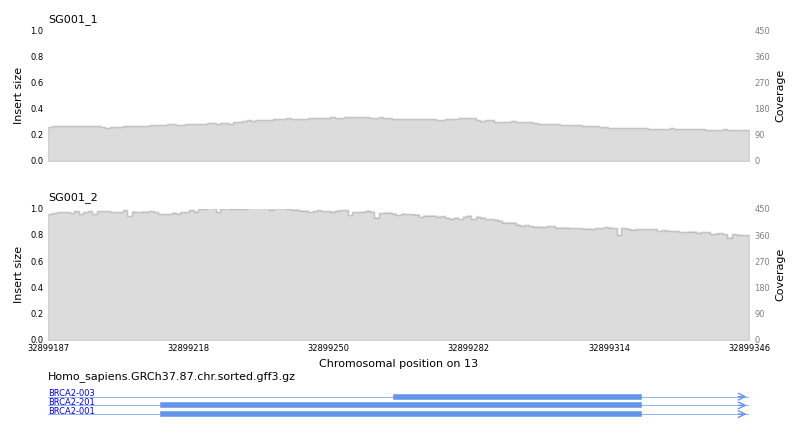 SG001_1
1.0
0.8
0.6
0.4
0.2
0.0
Insert size
450
360
270
180
90
0
Coverage
SG001_2
1.0
0.8
0.6
0.4
0.2
0.0
Insert size
450
360
270
180
90
0
Coverage
32899187 32899218 32899250 32899282 32899314 32899346
Chromosomal position on 13
Homo_sapiens.GRCh37.87.chr.sorted.gff3.gz
BRCA2-003
BRCA2-201
BRCA2-001